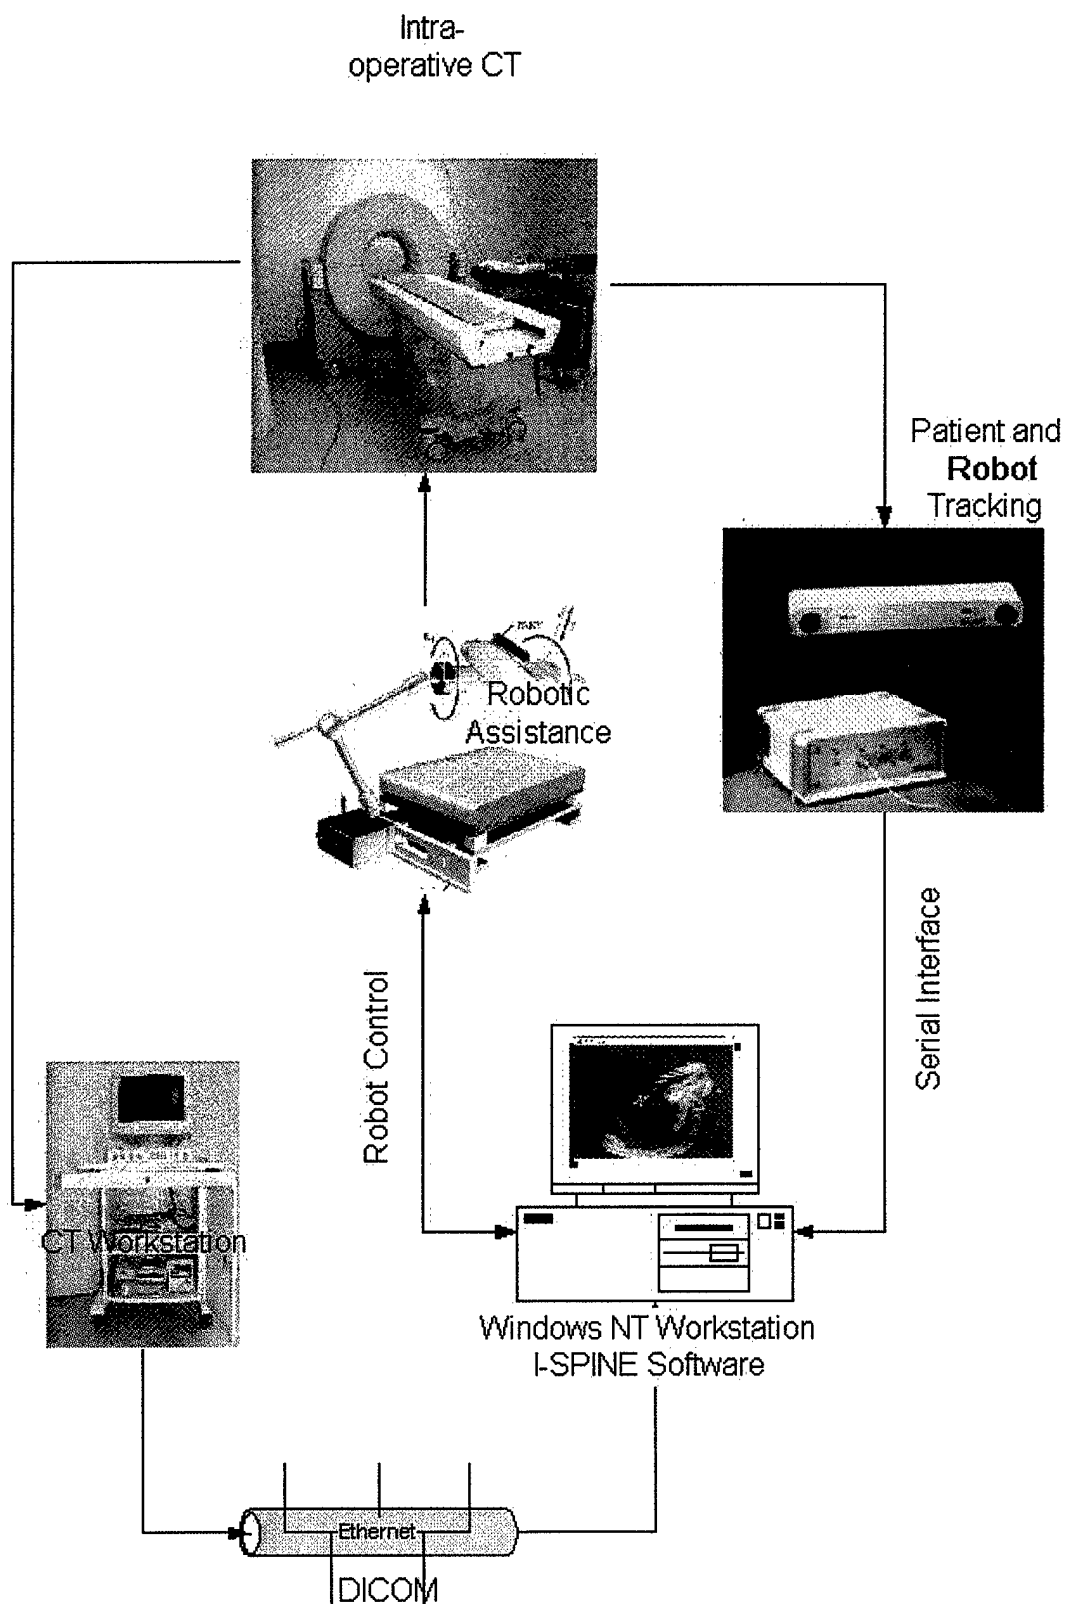 Intra-
operative CT
Patient and
Robot
Tracking
Robotic
Assistance
Robot Control
Serial Interface
CT Workstation
Windows NT Workstation
I-SPINE Software
Ethernet
DICOM